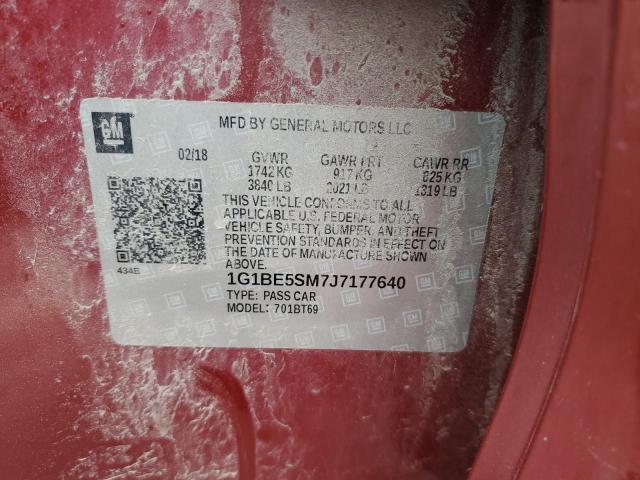 GM
MFD BY GENERAL MOTORS LLC
02/18 GVWR GAWR FRT GAWR RR
1742 KG 917 KG 825 KG
3840 LB 2021 LB 1819 LB
THIS VEHICLE CONFORMS TO ALL
APPLICABLE U.S. FEDERAL MOTOR
VEHICLE SAFETY, BUMPER, AND THEFT
PREVENTION STANDARDS IN EFFECT ON
THE DATE OF MANUFACTURE SHOWN
ABOVE.
434B
1G1BE5SM7J7177640
TYPE: PASS CAR
MODEL: 701BT69